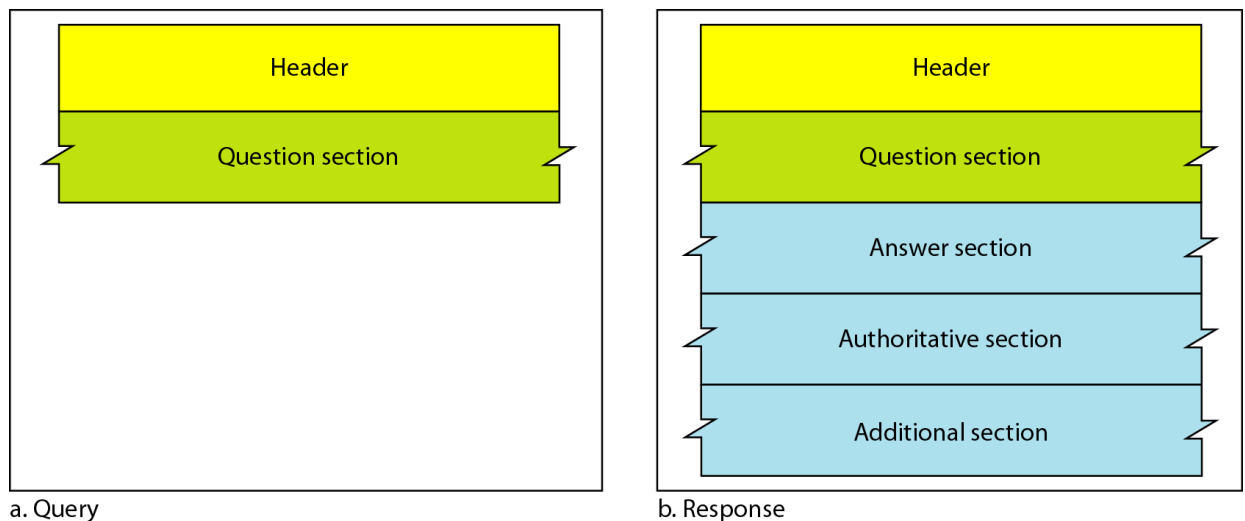 Header
Question section
a. Query
Header
Question section
Answer section
Authoritative section
Additional section
b. Response